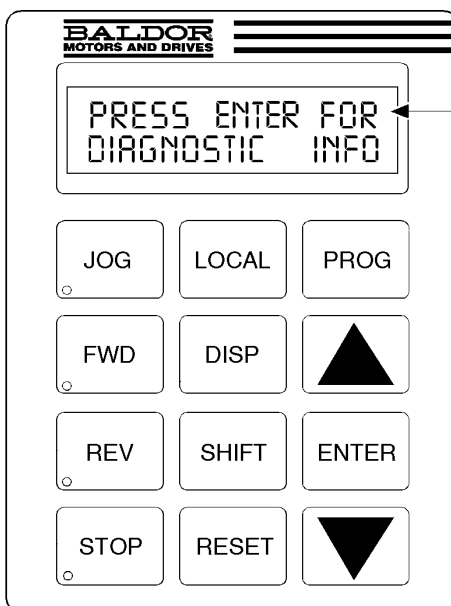 BALDOR
MOTORS AND DRIVES
PRESS ENTER FOR
DIAGNOSTIC INFO
JOG LOCAL PROG
FWD DISP
REV SHIFT ENTER
STOP RESET